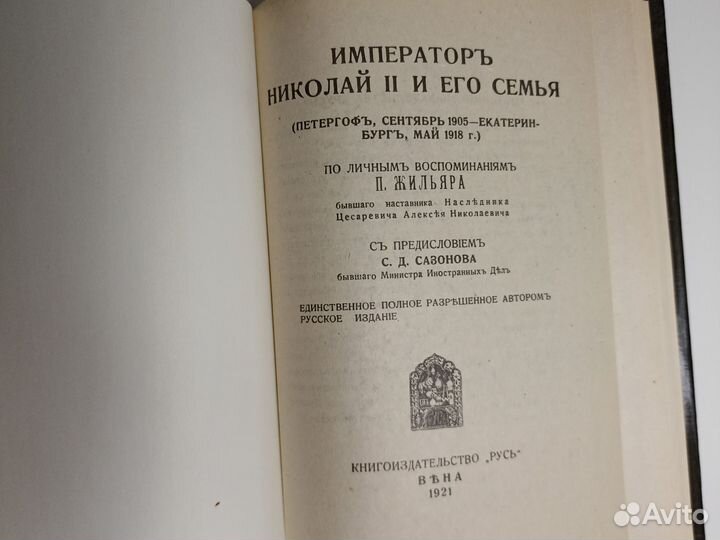 ИМПЕРАТОРЪ
НИКОЛАЙ II И ЕГО СЕМЬЯ
(ПЕТЕРГОФЪ, СЕНТЯБРЬ 1905—ЕКАТЕРИН-
БУРГЪ, МАЙ 1918 г.)
ПО ЛИЧНЫМЪ ВОСПОМИНАНІЯМЪ
П. ЖИЛЬЯРА
бывшаго наставника Наслѣдника
Цесаревича Алексѣя Николаевича
СЪ ПРЕДИСЛОВІЕМЪ
С. Д. САЗОНОВА
бывшаго Министра Иностранныхъ Дѣлъ
ЕДИНСТВЕННОЕ ПОЛНОЕ РАЗРѢШЕННОЕ АВТОРОМЪ
РУССКОЕ ИЗДАНІЕ
КНИГОИЗДАТЕЛЬСТВО „РУСЬ“
ВѢНА
1921
Avito